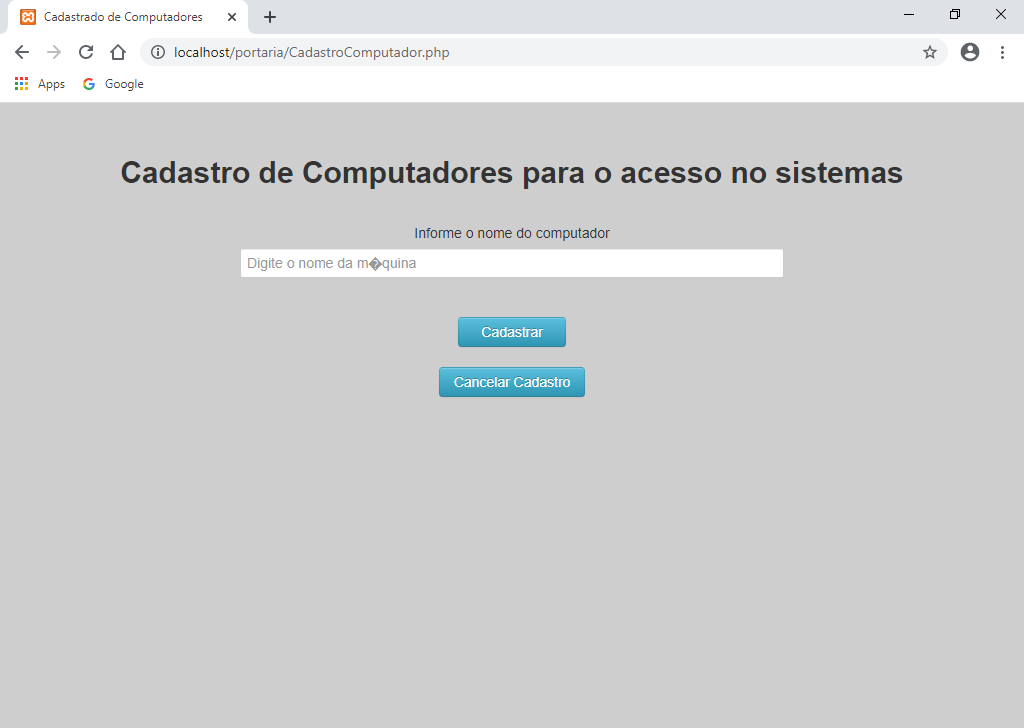 Cadastrado de Computadores
localhost/portaria/CadastroComputador.php
Apps Google
Cadastro de Computadores para o acesso no sistemas
Informe o nome do computador
Digite o nome da m�quina
Cadastrar
Cancelar Cadastro